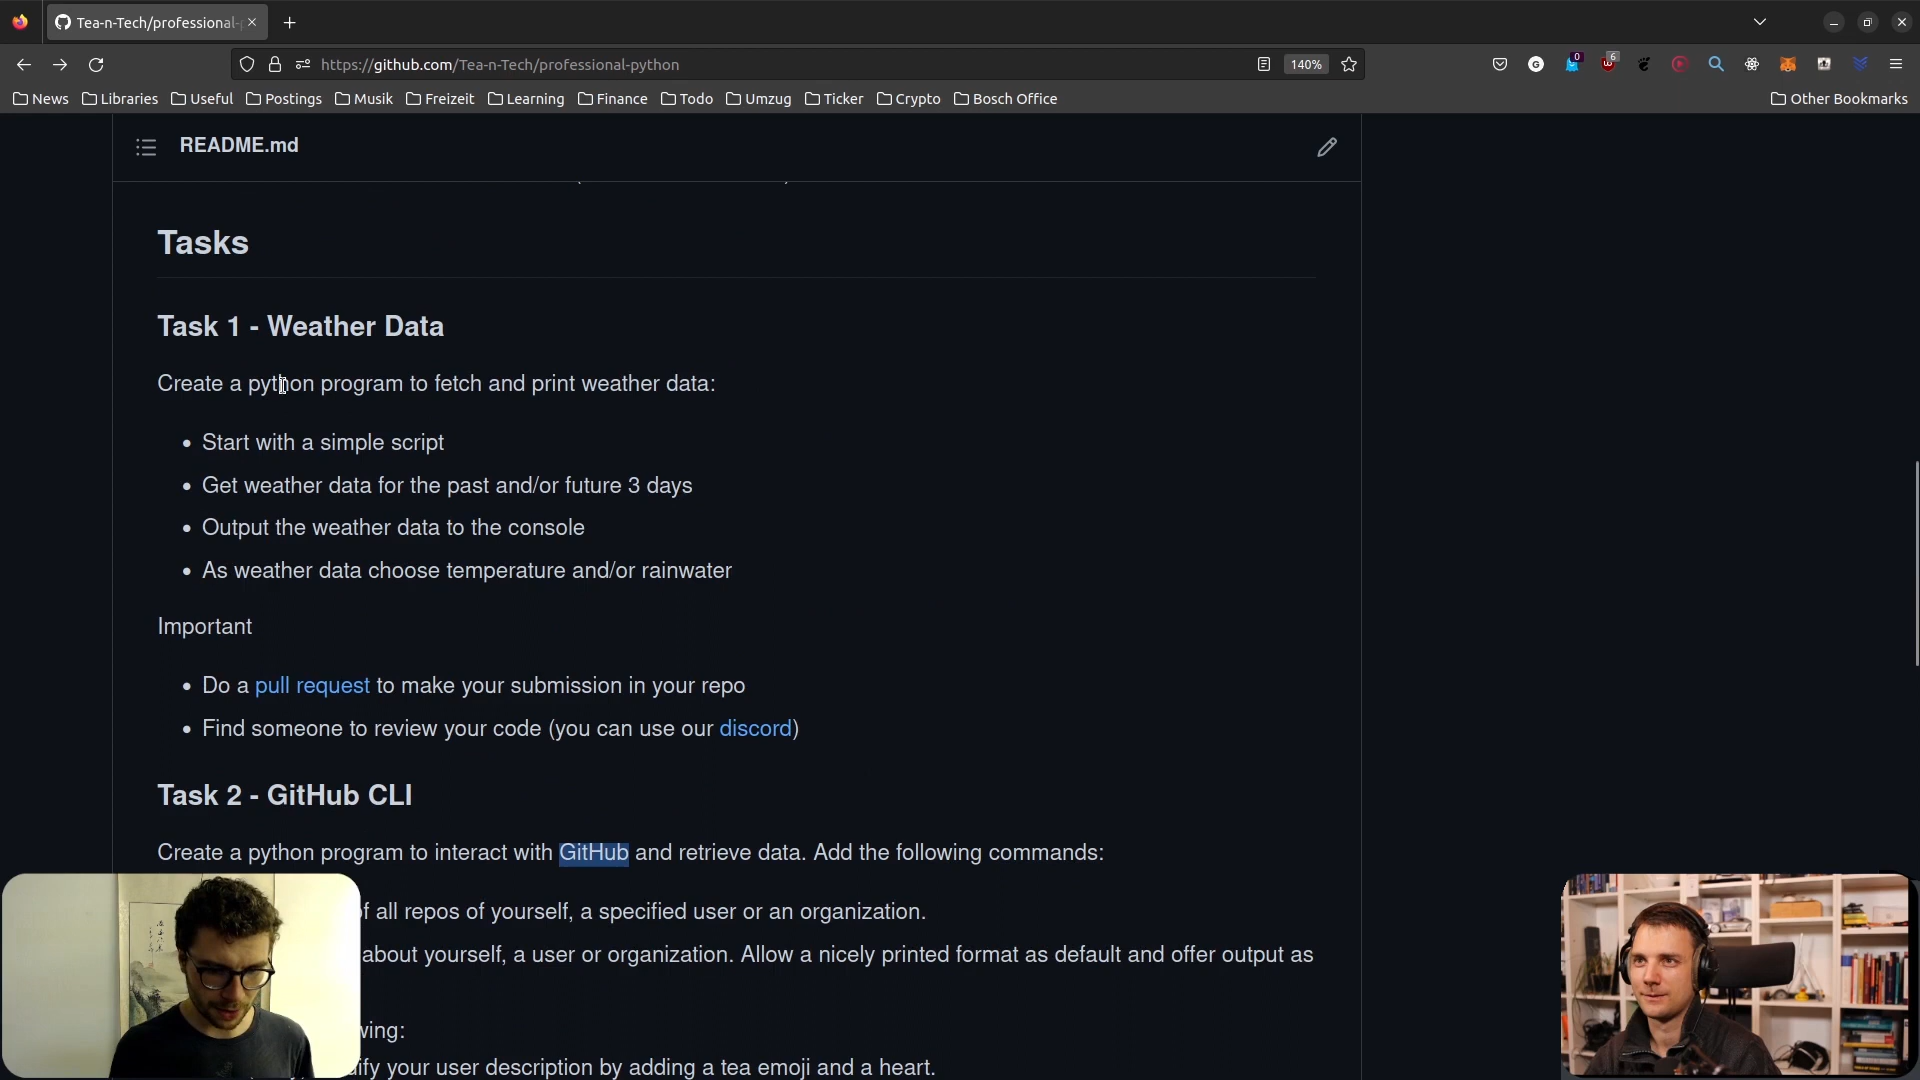 Tea-n-Tech/professional-
https://github.com/Tea-n-Tech/professional-python
140%
0
6
News
Libraries
Useful
Postings
Musik
Freizeit
Learning
Finance
Todo
Umzug
Ticker
Crypto
Bosch Office
Other Bookmarks
README.md
Tasks
Task 1 - Weather Data
Create a python program to fetch and print weather data:
Start with a simple script
Get weather data for the past and/or future 3 days
Output the weather data to the console
As weather data choose temperature and/or rainwater
Important
Do a pull request to make your submission in your repo
Find someone to review your code (you can use our discord)
Task 2 - GitHub CLI
Create a python program to interact with GitHub and retrieve data. Add the following commands:
of all repos of yourself, a specified user or an organization.
about yourself, a user or organization. Allow a nicely printed format as default and offer output as
wing:
ify your user description by adding a tea emoji and a heart.